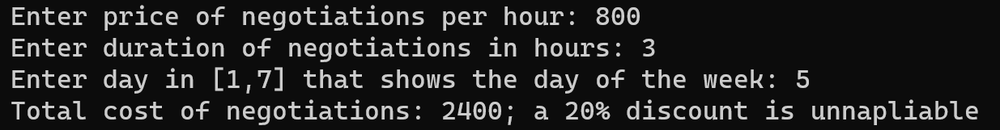 Enter price of negotiations per hour: 800
Enter duration of negotiations in hours: 3
Enter day in [1,7] that shows the day of the week: 5
Total cost of negotiations: 2400; a 20% discount is unnapliable